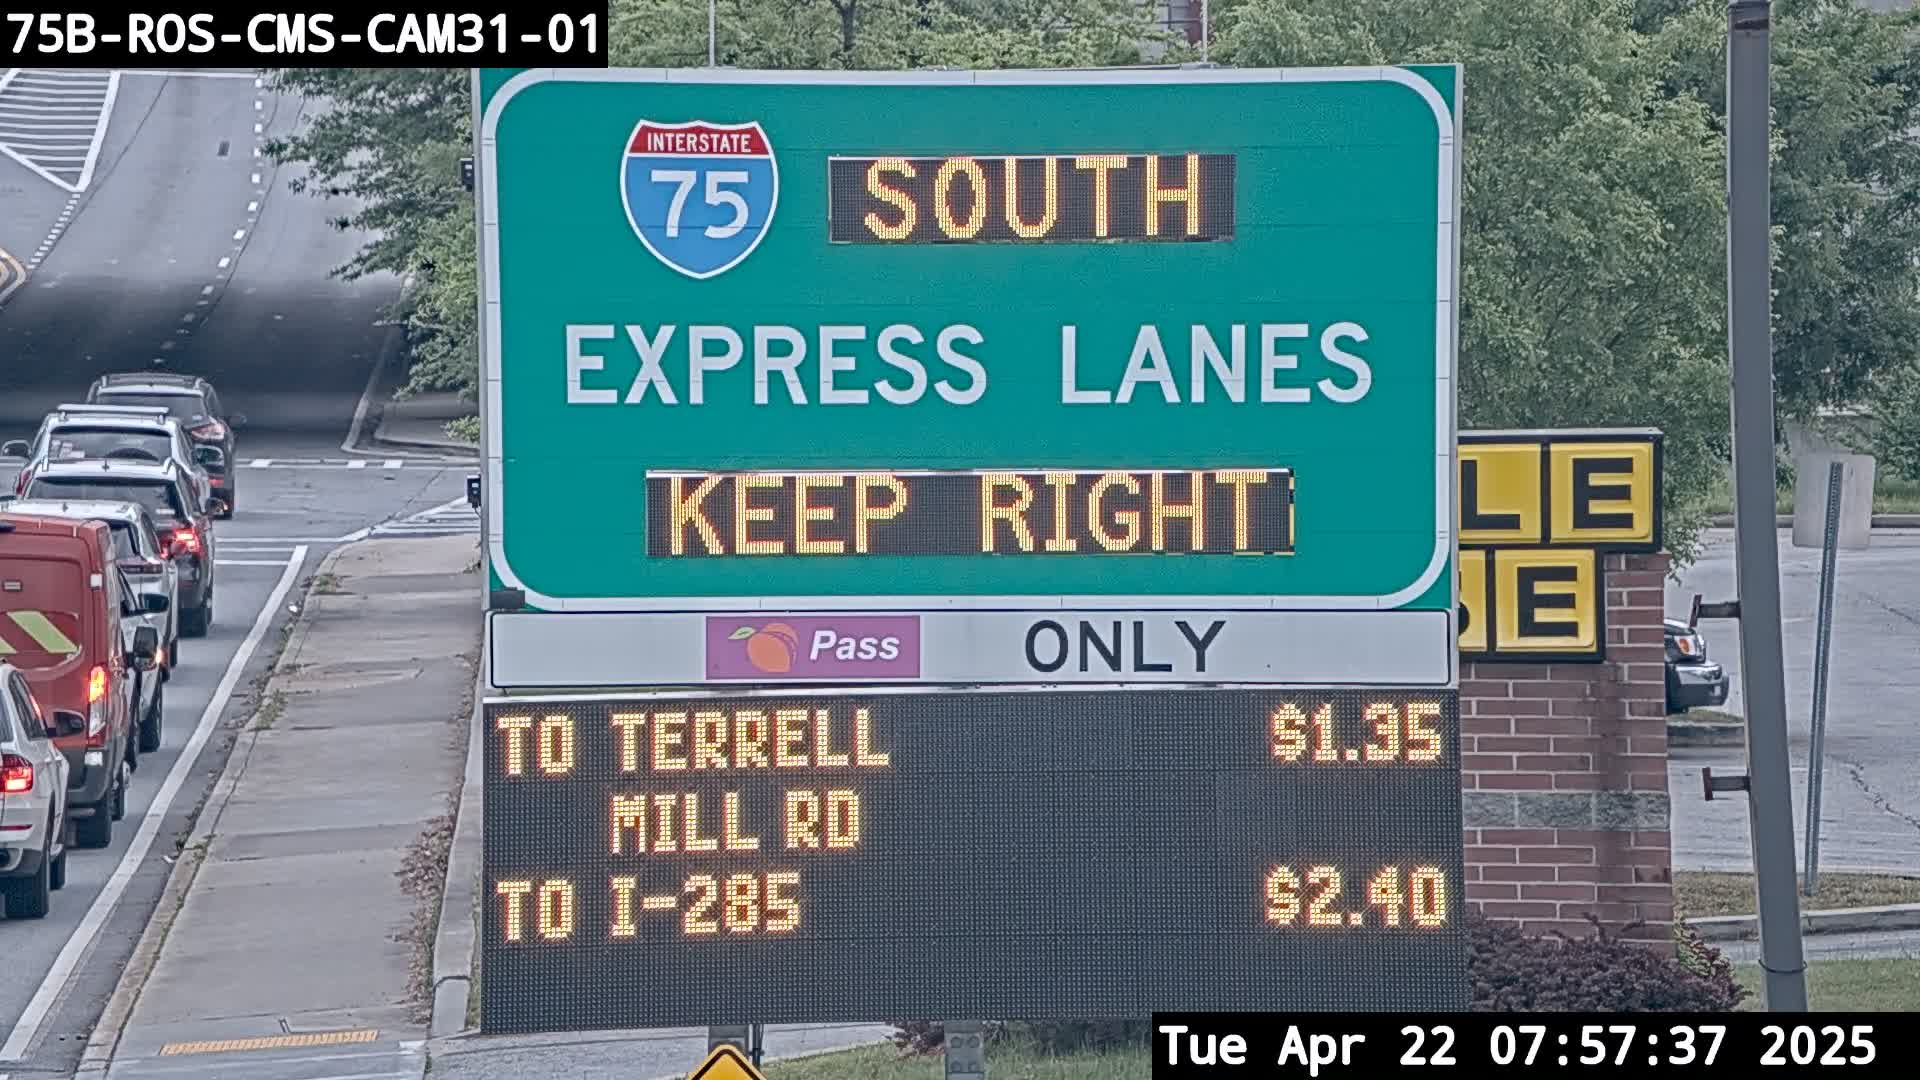 75B-ROS-CMS-CAM31-01
INTERSTATE
75
SOUTH
EXPRESS LANES
KEEP RIGHT
Pass ONLY
LE
E
TO TERRELL $1.35
MILL RD
TO I-285 $2.40
Tue Apr 22 07:57:37 2025